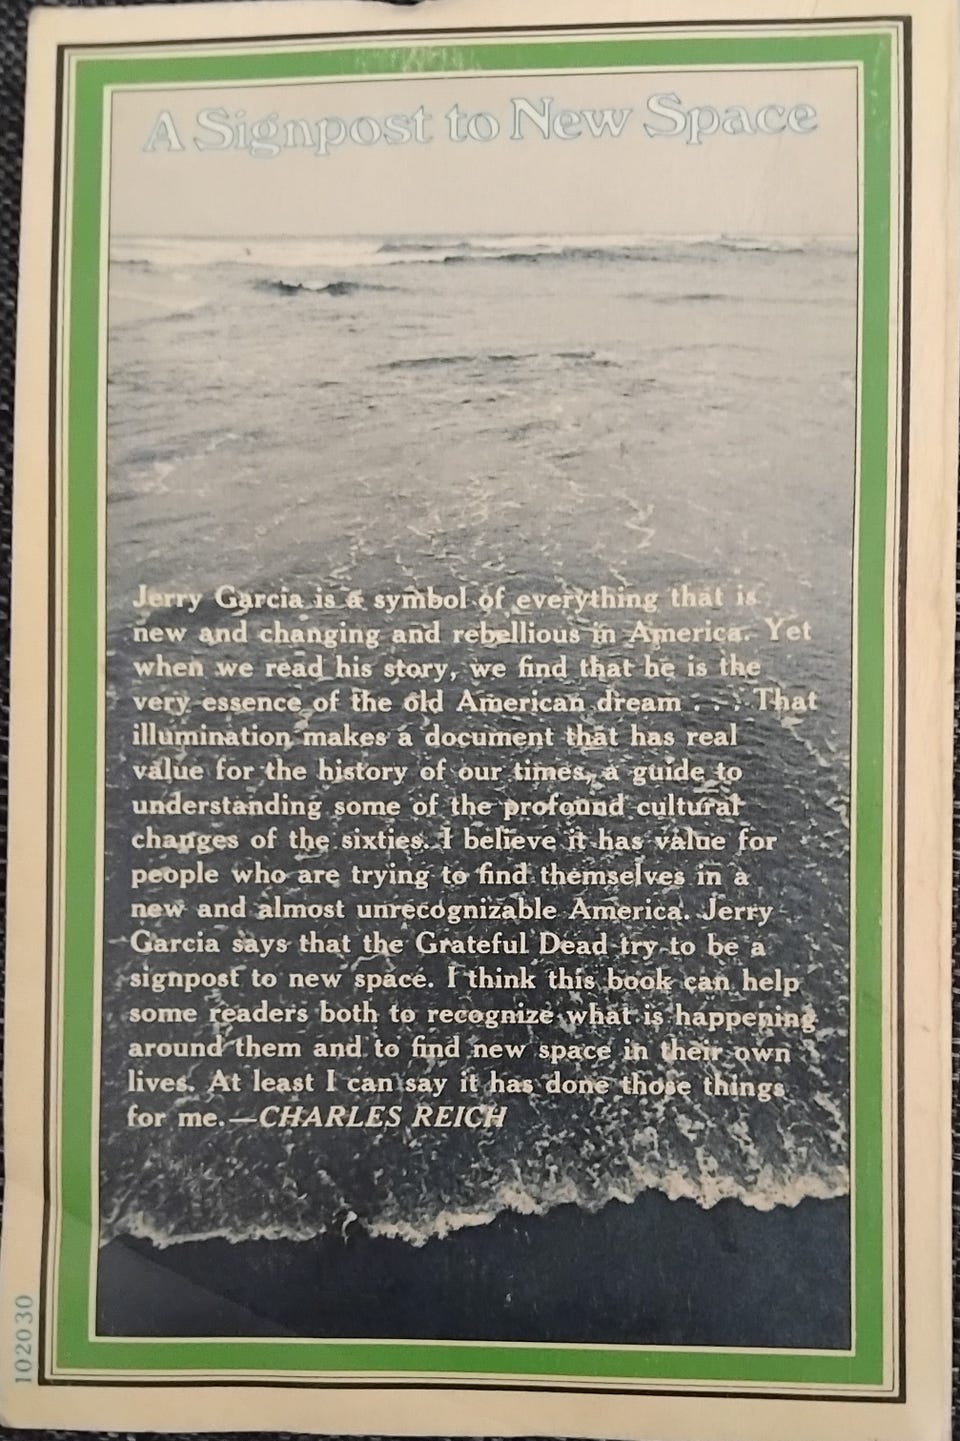 A Signpost to New Space
Jerry Garcia is a symbol of everything that is
new and changing and rebellious in America. Yet
when we read his story, we find that he is the
very essence of the old American dream . . . That
illumination makes a document that has real
value for the history of our times, a guide to
understanding some of the profound cultural
changes of the sixties. I believe it has value for
people who are trying to find themselves in a
new and almost unrecognizable America. Jerry
Garcia says that the Grateful Dead try to be a
signpost to new space. I think this book can help
some readers both to recognize what is happening
around them and to find new space in their own
lives. At least I can say it has done those things
for me.—CHARLES REICH
102030